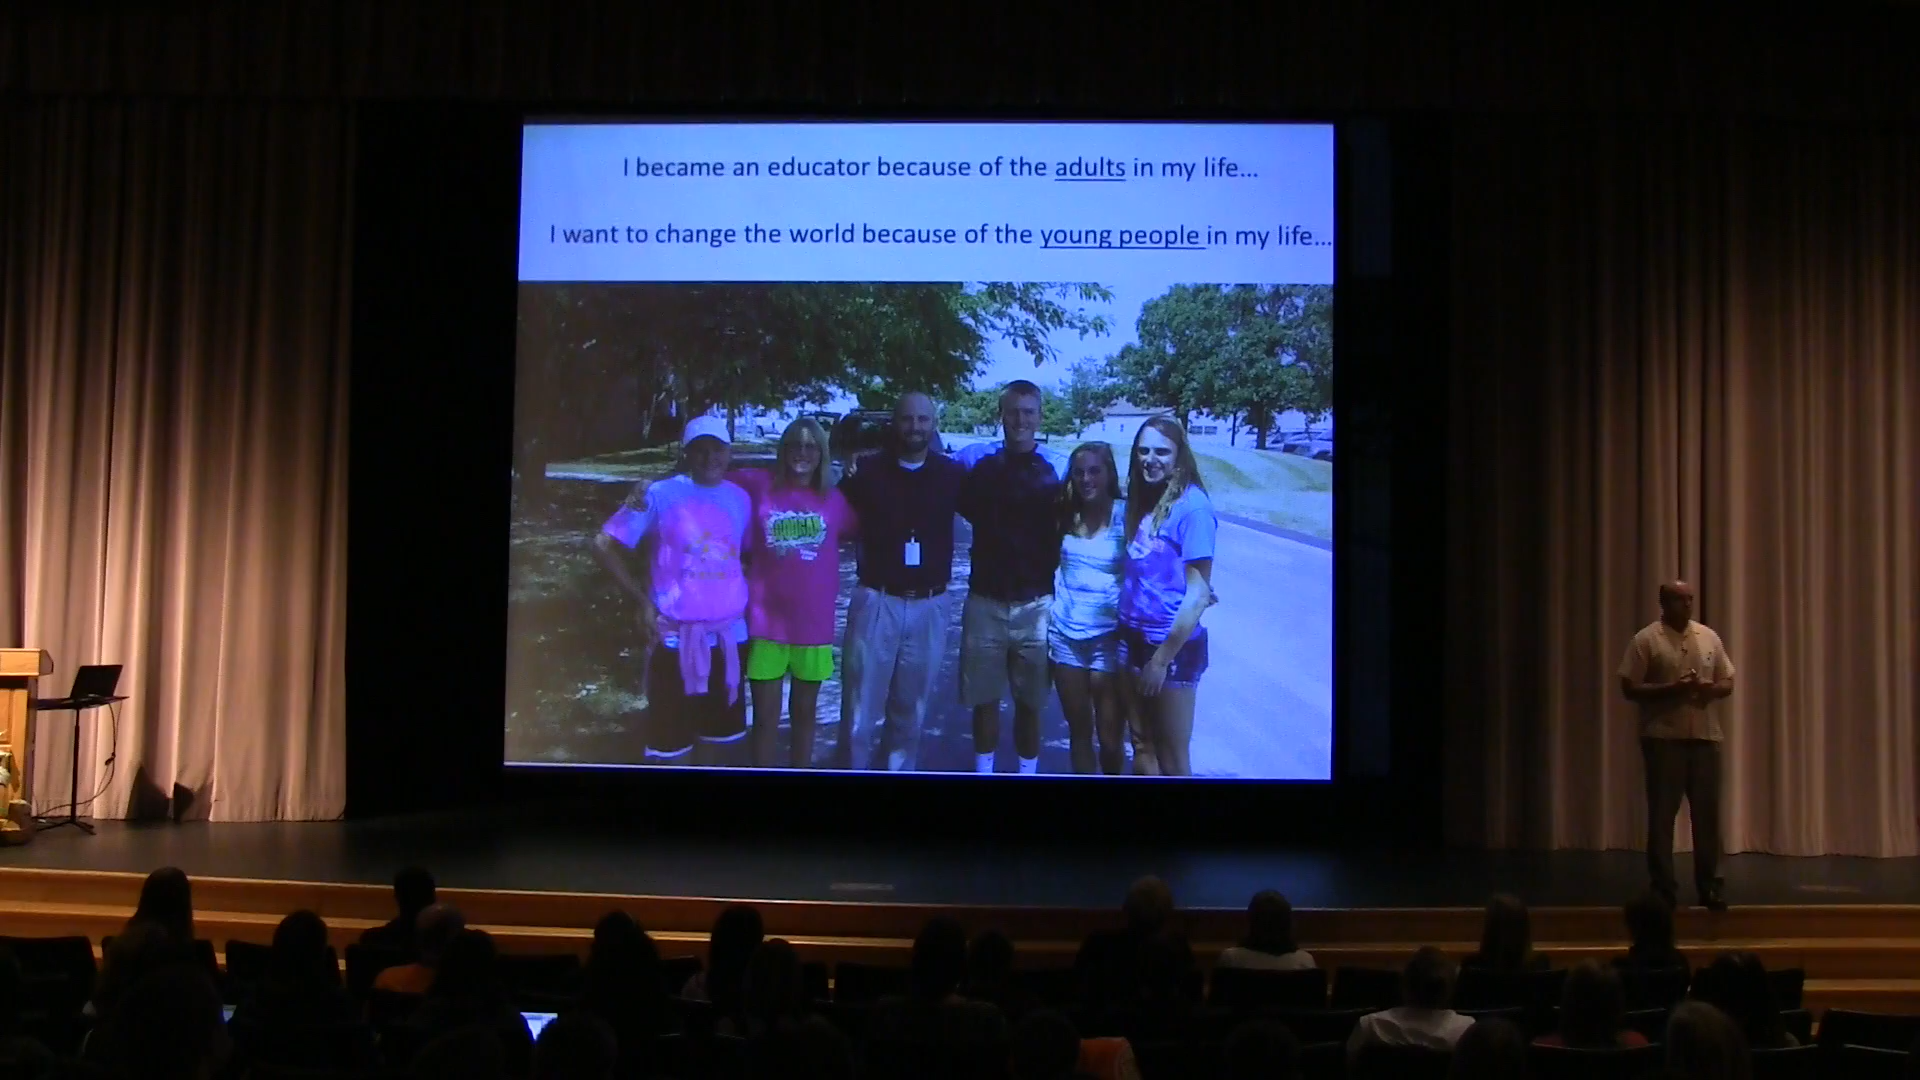 I became an educator because of the adults in my life...
I want to change the world because of the young people in my life...
COUGAR